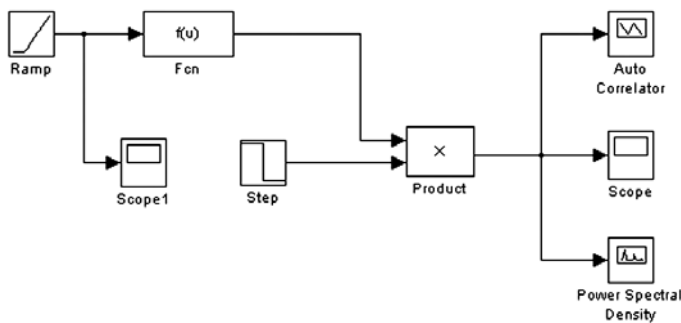 f(u)
Ramp
Fcn
Auto
Correlator
Scope1
Step
×
Product
Scope
Power Spectral
Density